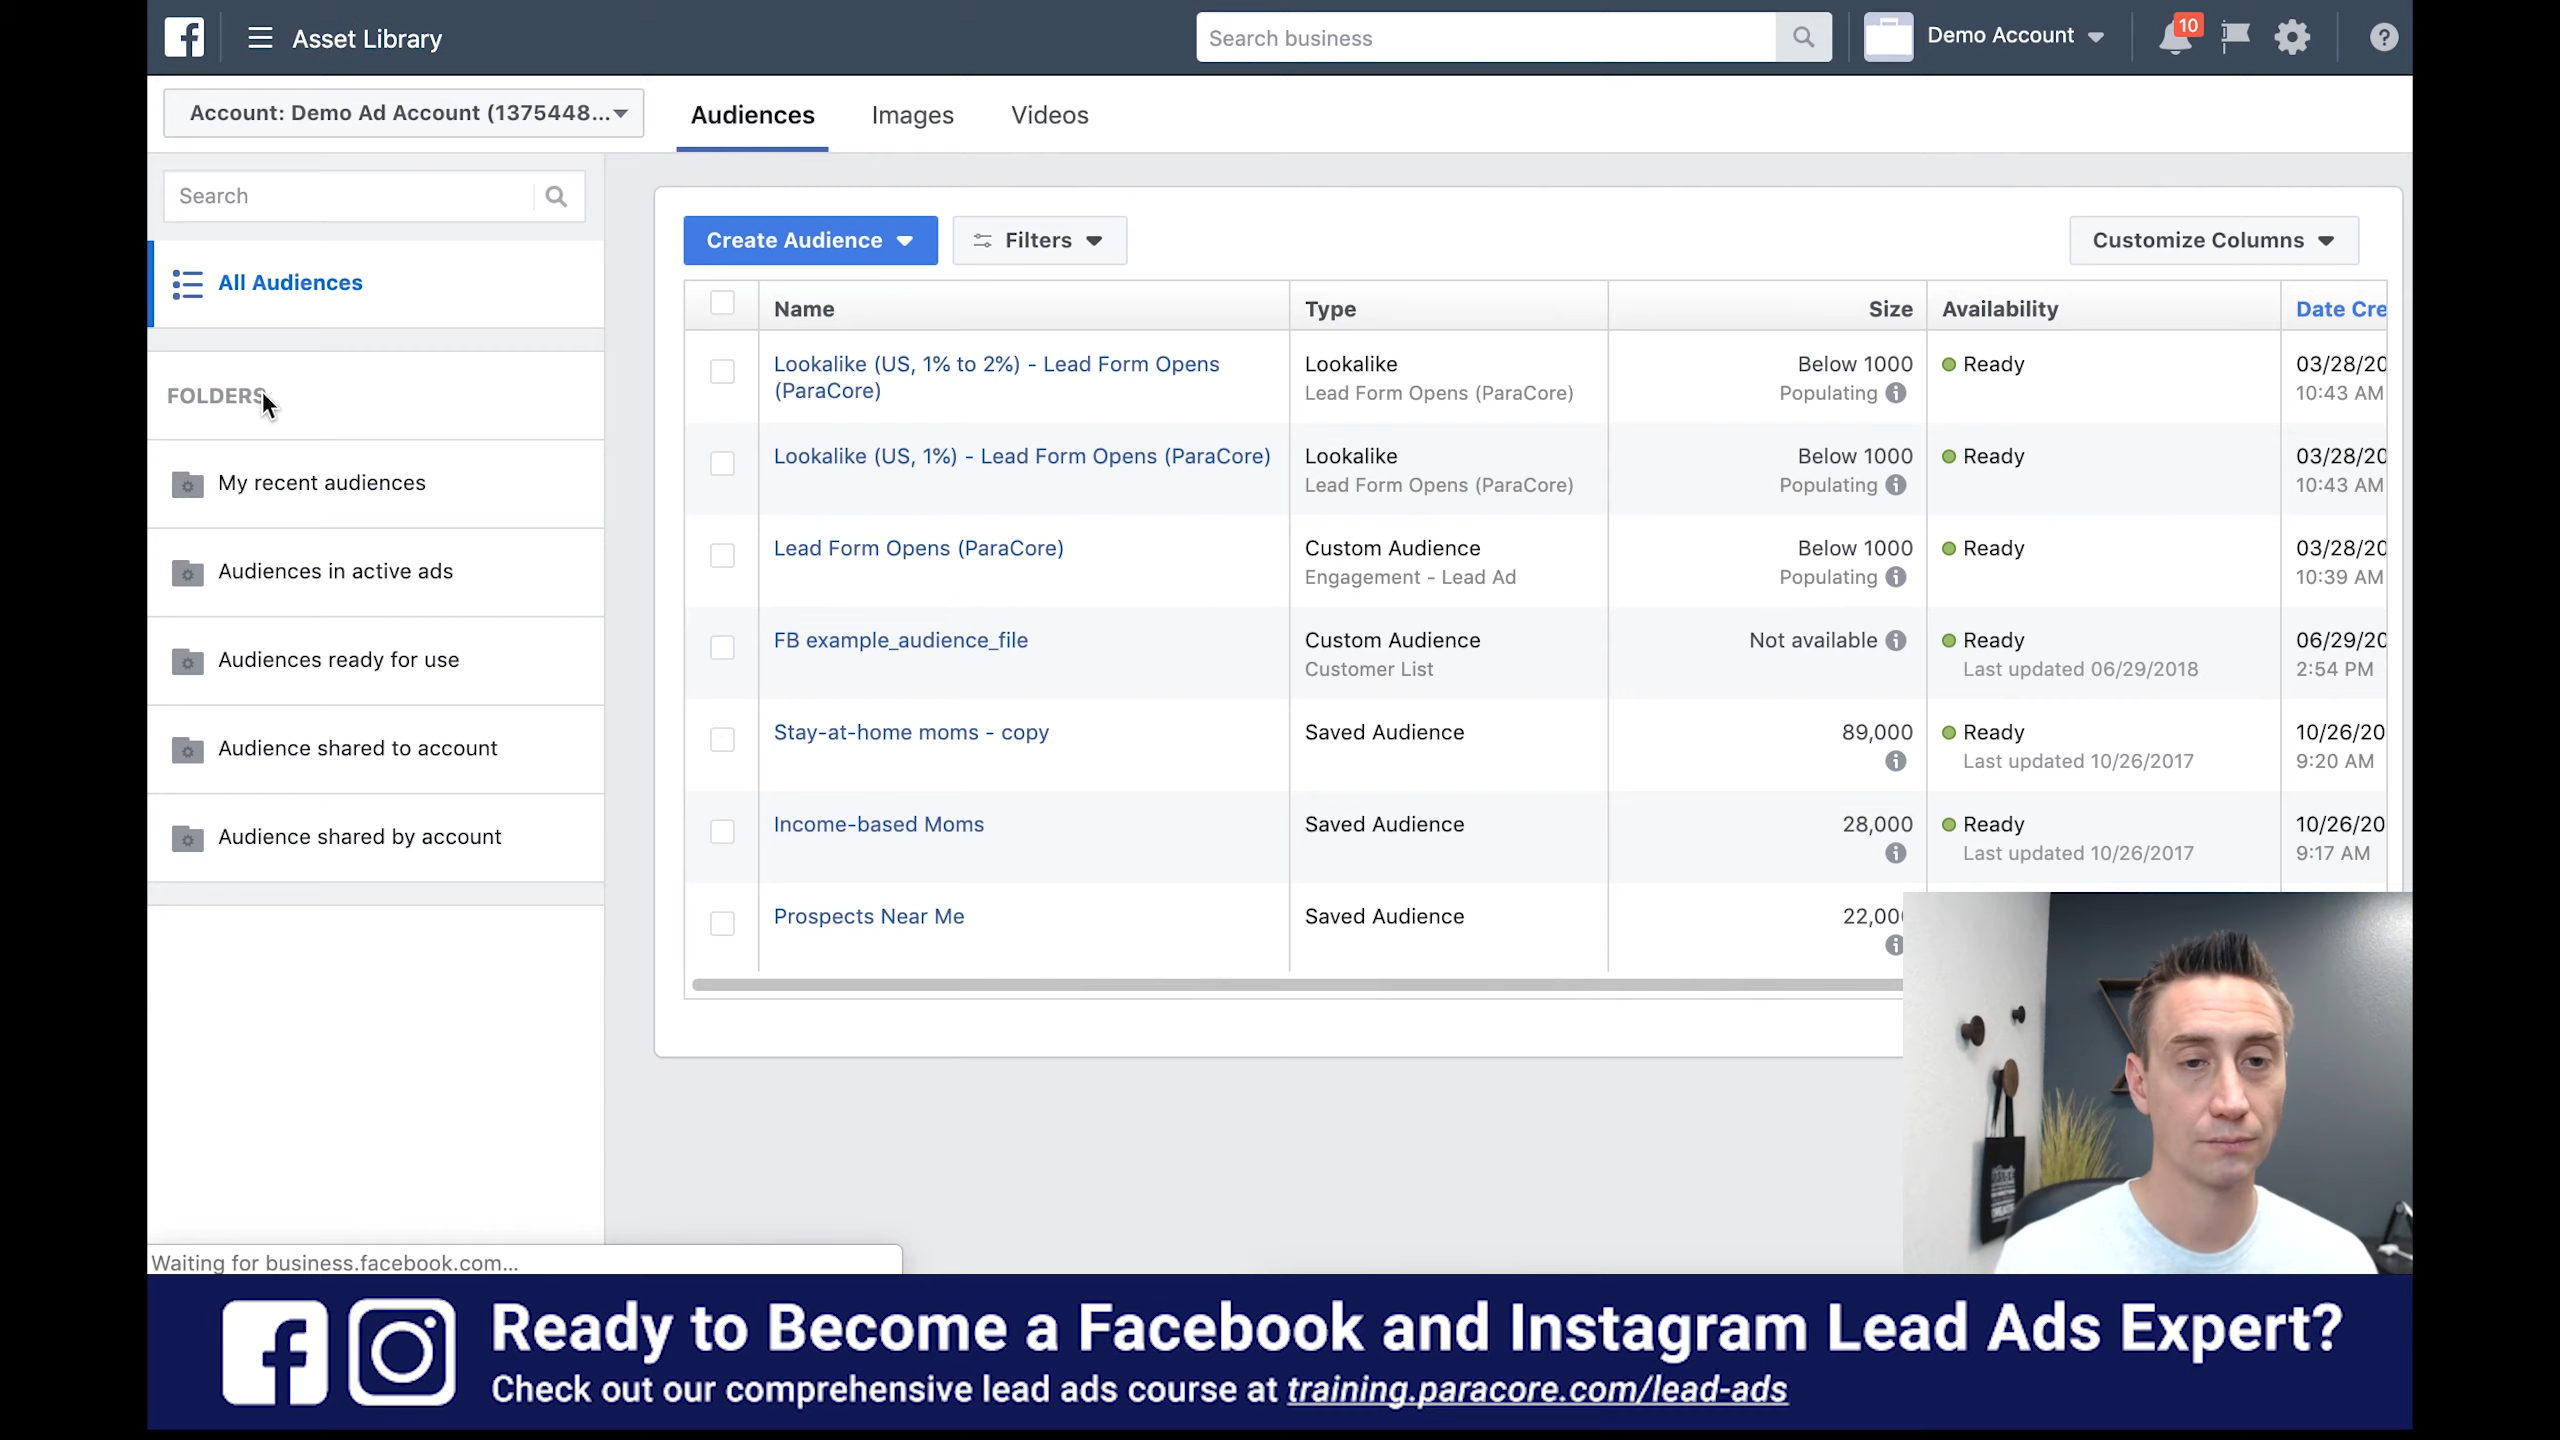 Asset Library
Search business
Demo Account
10
Account: Demo Ad Account (1375448...
Audiences
Images
Videos
Search
All Audiences
FOLDERS
My recent audiences
Audiences in active ads
Audiences ready for use
Audience shared to account
Audience shared by account
Create Audience
Filters
Customize Columns
Name
Type
Size
Availability
Date Cre
Lookalike (US, 1% to 2%) - Lead Form Opens
(ParaCore)
Lookalike
Lead Form Opens (ParaCore)
Below 1000
Populating
Ready
03/28/20
10:43 AM
Lookalike (US, 1%) - Lead Form Opens (ParaCore)
Lookalike
Lead Form Opens (ParaCore)
Below 1000
Populating
Ready
03/28/20
10:43 AM
Lead Form Opens (ParaCore)
Custom Audience
Engagement - Lead Ad
Below 1000
Populating
Ready
03/28/20
10:39 AM
FB example_audience_file
Custom Audience
Customer List
Not available
Ready
Last updated 06/29/2018
06/29/20
2:54 PM
Stay-at-home moms - copy
Saved Audience
89,000
Ready
Last updated 10/26/2017
10/26/20
9:20 AM
Income-based Moms
Saved Audience
28,000
Ready
Last updated 10/26/2017
10/26/20
9:17 AM
Prospects Near Me
Saved Audience
22,00
Waiting for business.facebook.com...
Ready to Become a Facebook and Instagram Lead Ads Expert?
Check out our comprehensive lead ads course at training.paracore.com/lead-ads